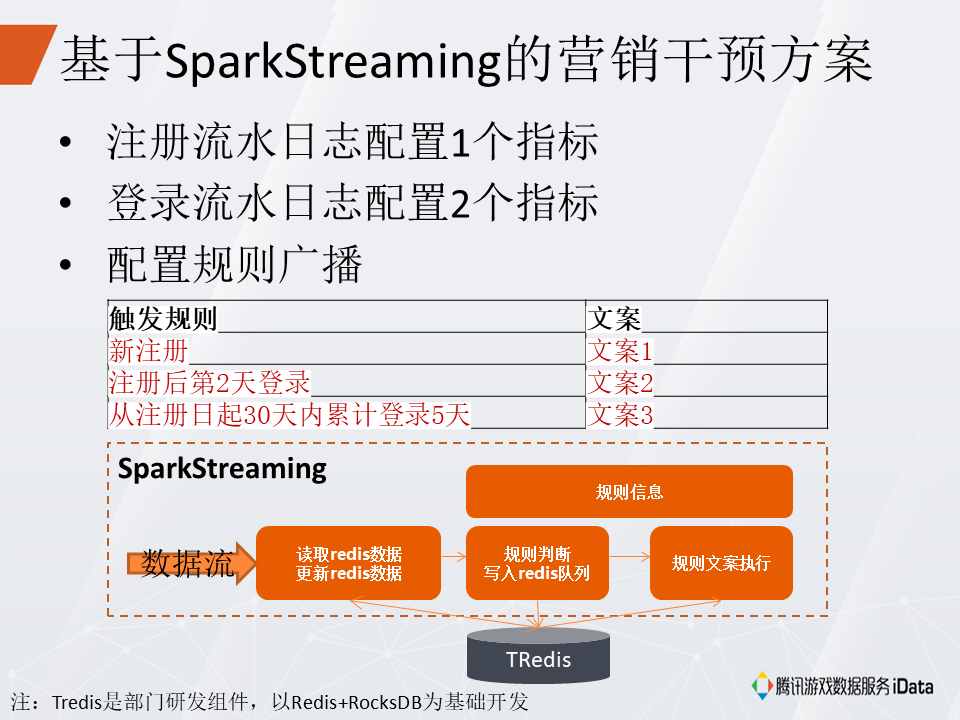 基于SparkStreaming的营销干预方案
• 注册流水日志配置1个指标
• 登录流水日志配置2个指标
• 配置规则广播
触发规则 文案
新注册 文案1
注册后第2天登录 文案2
从注册日起30天内累计登录5天 文案3
SparkStreaming
规则信息
数据流
读取redis数据
更新redis数据
规则判断
写入redis队列
规则文案执行
TRedis
腾讯游戏数据服务 iData
注：Tredis是部门研发组件，以Redis+RocksDB为基础开发